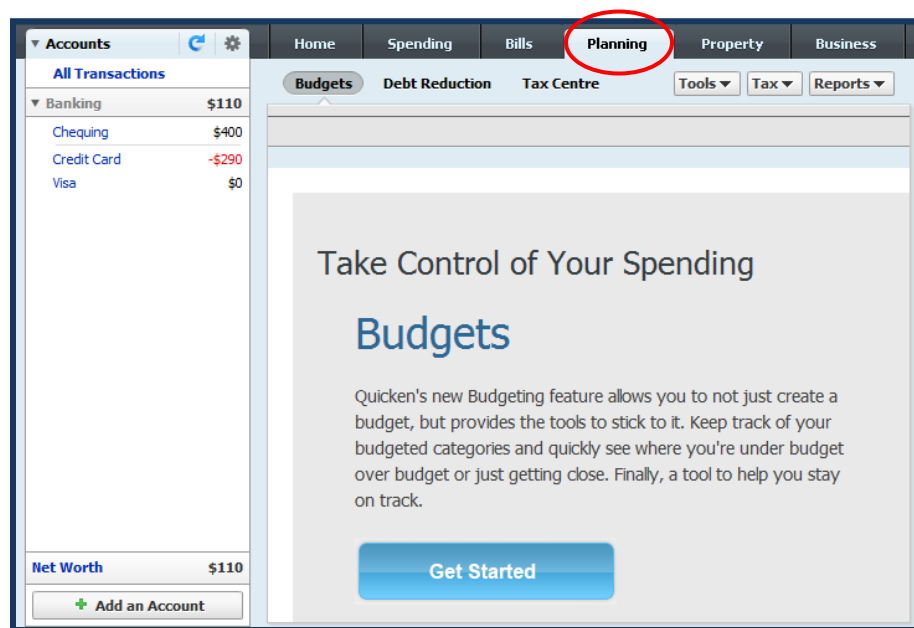 Accounts
All Transactions
Banking $110
Chequing $400
Credit Card -$290
Visa $0
Net Worth $110
Add an Account
Home Spending Bills Planning Property Business
Budgets Debt Reduction Tax Centre Tools Tax Reports
Take Control of Your Spending
Budgets
Quicken's new Budgeting feature allows you to not just create a
budget, but provides the tools to stick to it. Keep track of your
budgeted categories and quickly see where you're under budget
over budget or just getting close. Finally, a tool to help you stay
on track.
Get Started